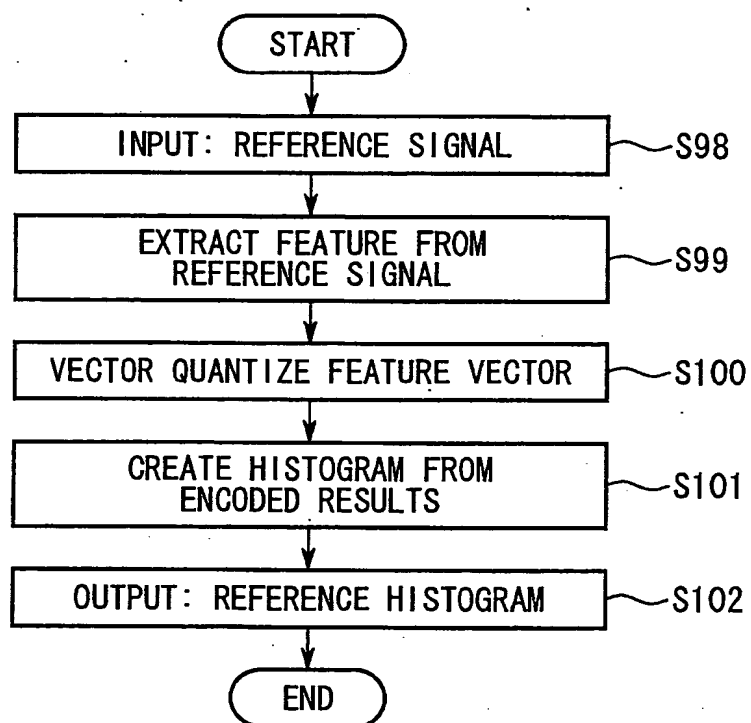 START
INPUT: REFERENCE SIGNAL
S98
EXTRACT FEATURE FROM
REFERENCE SIGNAL
S99
VECTOR QUANTIZE FEATURE VECTOR
S100
CREATE HISTOGRAM FROM
ENCODED RESULTS
S101
OUTPUT: REFERENCE HISTOGRAM
S102
END